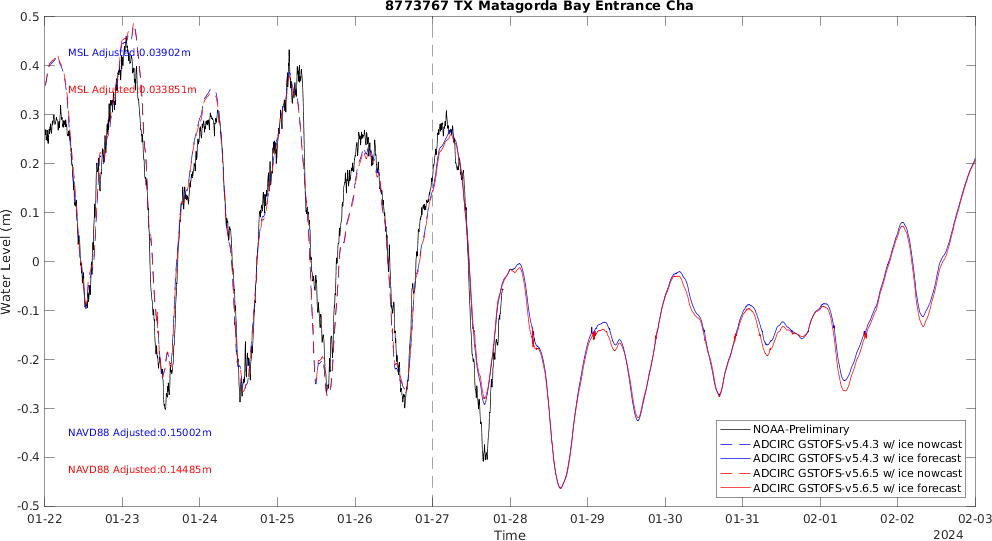 8773767 TX Matagorda Bay Entrance Cha
Water Level (m)
0.5
0.4
0.3
0.2
0.1
0
-0.1
-0.2
-0.3
-0.4
-0.5
MSL Adjusted:0.03902m
MSL Adjusted:0.033851m
NAVD88 Adjusted:0.15002m
NAVD88 Adjusted:0.14485m
NOAA-Preliminary
ADCIRC GSTOFS-v5.4.3 w/ ice nowcast
ADCIRC GSTOFS-v5.4.3 w/ ice forecast
ADCIRC GSTOFS-v5.6.5 w/ ice nowcast
ADCIRC GSTOFS-v5.6.5 w/ ice forecast
01-22 01-23 01-24 01-25 01-26 01-27 01-28 01-29 01-30 01-31 02-01 02-02 02-03
Time
2024